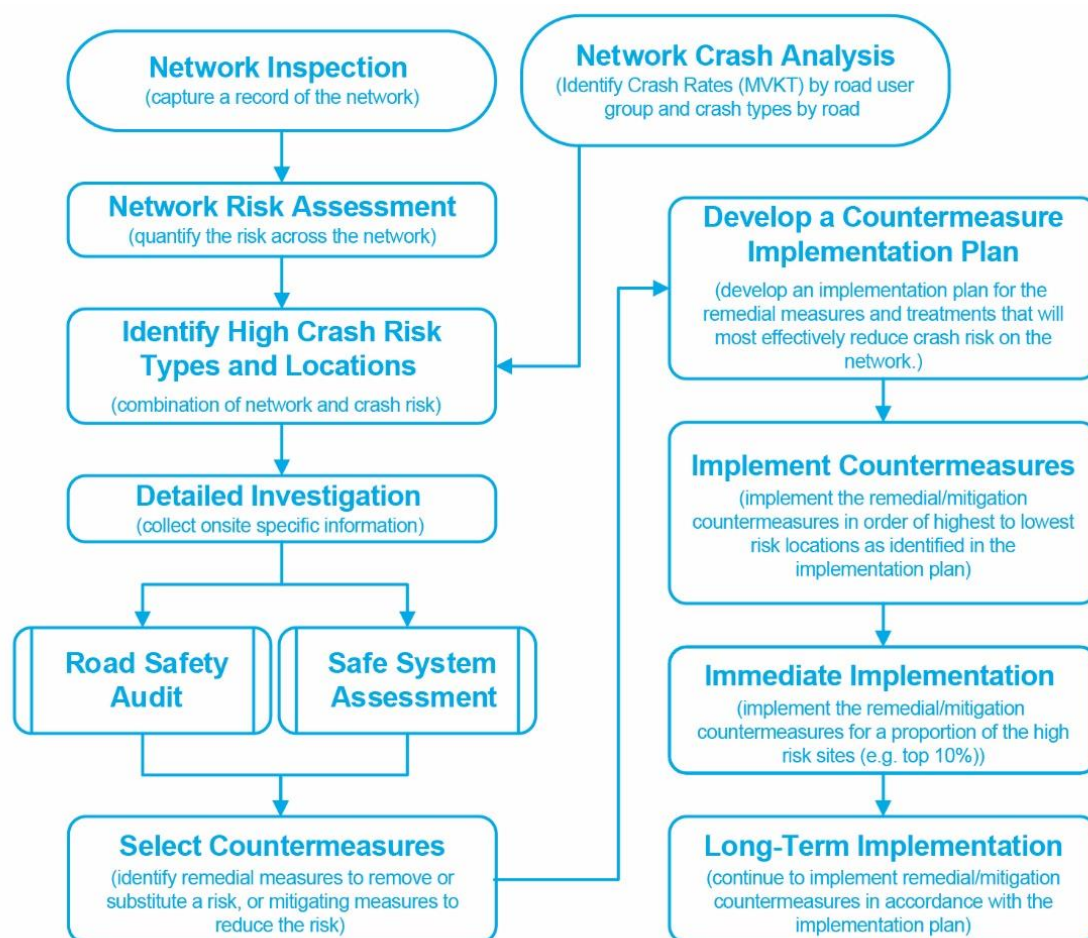 Network Inspection
(capture a record of the network)
Network Crash Analysis
(Identify Crash Rates (MVKT) by road user
group and crash types by road
Network Risk Assessment
(quantify the risk across the network)
Identify High Crash Risk
Types and Locations
(combination of network and crash risk)
Detailed Investigation
(collect onsite specific information)
Road Safety
Audit
Safe System
Assessment
Select Countermeasures
(identify remedial measures to remove or
substitute a risk, or mitigating measures to
reduce the risk)
Develop a Countermeasure
Implementation Plan
(develop an implementation plan for the
remedial measures and treatments that will
most effectively reduce crash risk on the
network.)
Implement Countermeasures
(implement the remedial/mitigation
countermeasures in order of highest to lowest
risk locations as identified in the
implementation plan)
Immediate Implementation
(implement the remedial/mitigation
countermeasures for a proportion of the high
risk sites (e.g. top 10%))
Long-Term Implementation
(continue to implement remedial/mitigation
countermeasures in accordance with the
implementation plan)